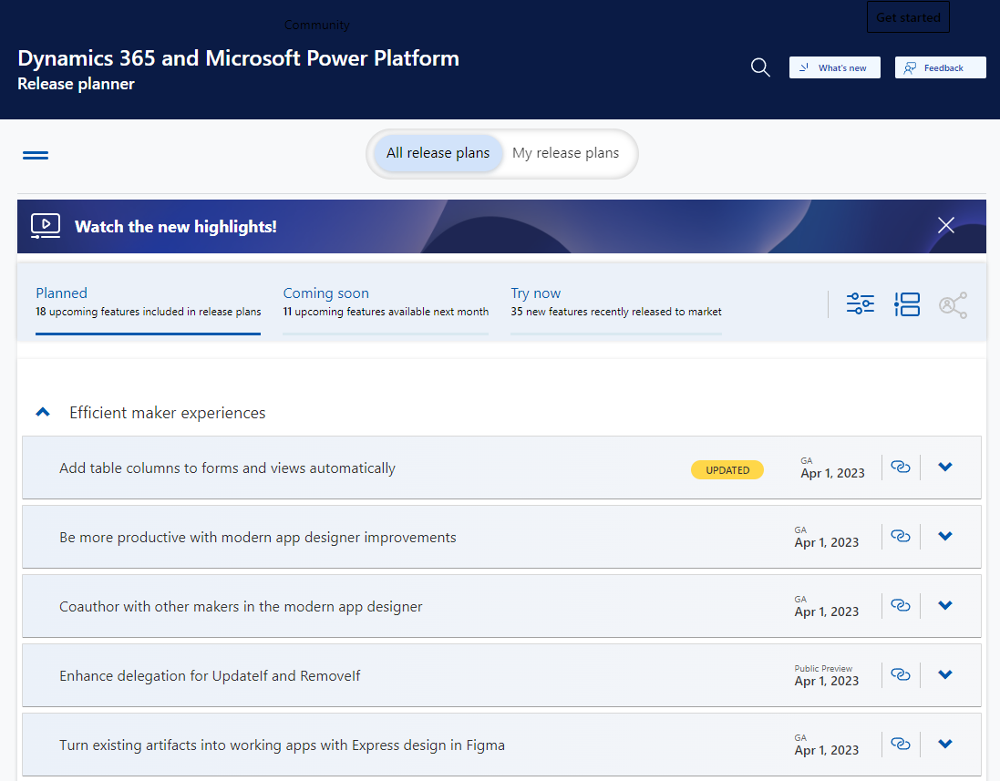 Community
Get started
Dynamics 365 and Microsoft Power Platform
Release planner
What's new
Feedback
All release plans
My release plans
Watch the new highlights!
Planned
18 upcoming features included in release plans
Coming soon
11 upcoming features available next month
Try now
35 new features recently released to market
Efficient maker experiences
Add table columns to forms and views automatically
UPDATED
GA
Apr 1, 2023
Be more productive with modern app designer improvements
GA
Apr 1, 2023
Coauthor with other makers in the modern app designer
GA
Apr 1, 2023
Enhance delegation for UpdateIf and RemoveIf
Public Preview
Apr 1, 2023
Turn existing artifacts into working apps with Express design in Figma
GA
Apr 1, 2023